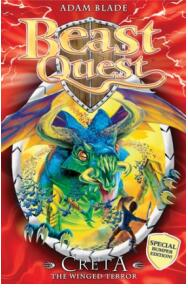 ADAM BLADE
Beast
Quest
SPECIAL
BUMPER
EDITION!
CRETA
THE WINGED TERROR